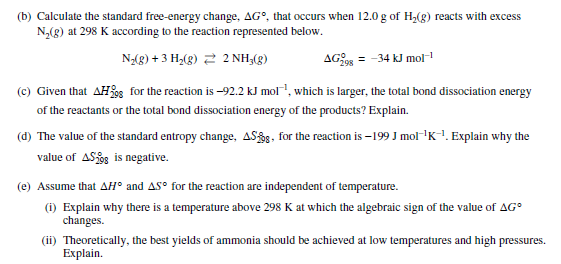 (b) Calculate the standard free-energy change, ΔG°, that occurs when 12.0 g of H₂(g) reacts with excess
N₂(g) at 298 K according to the reaction represented below.
N₂(g) + 3 H₂(g) ⇄ 2 NH₃(g) ΔG°₂₉₈ = −34 kJ mol⁻¹
(c) Given that ΔH°₂₉₈ for the reaction is −92.2 kJ mol⁻¹, which is larger, the total bond dissociation energy
of the reactants or the total bond dissociation energy of the products? Explain.
(d) The value of the standard entropy change, ΔS°₂₉₈, for the reaction is −199 J mol⁻¹K⁻¹. Explain why the
value of ΔS°₂₉₈ is negative.
(e) Assume that ΔH° and ΔS° for the reaction are independent of temperature.
(i) Explain why there is a temperature above 298 K at which the algebraic sign of the value of ΔG°
changes.
(ii) Theoretically, the best yields of ammonia should be achieved at low temperatures and high pressures.
Explain.